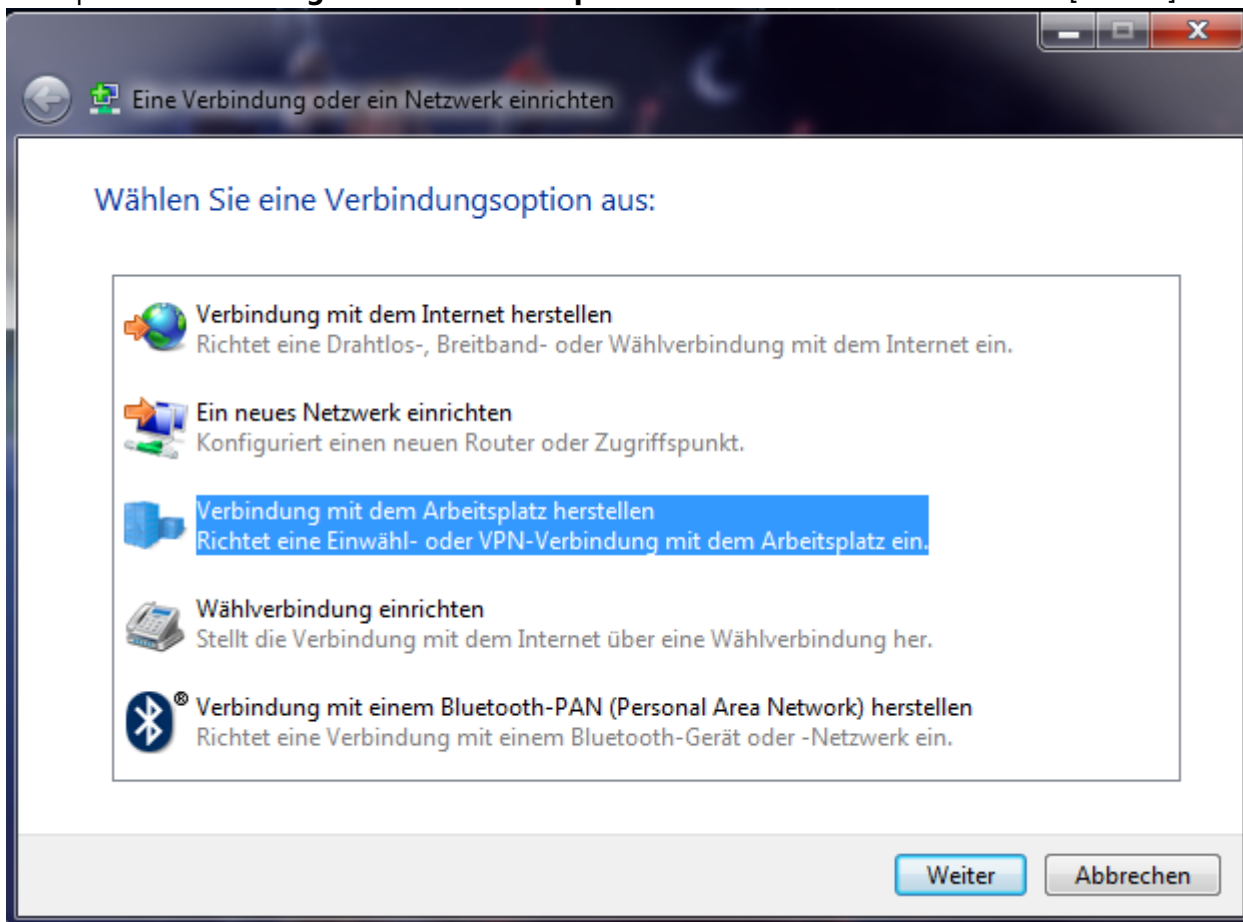 Eine Verbindung oder ein Netzwerk einrichten
Wählen Sie eine Verbindungsoption aus:
Verbindung mit dem Internet herstellen
Richtet eine Drahtlos-, Breitband- oder Wählverbindung mit dem Internet ein.
Ein neues Netzwerk einrichten
Konfiguriert einen neuen Router oder Zugriffspunkt.
Verbindung mit dem Arbeitsplatz herstellen
Richtet eine Einwähl- oder VPN-Verbindung mit dem Arbeitsplatz ein.
Wählverbindung einrichten
Stellt die Verbindung mit dem Internet über eine Wählverbindung her.
® Verbindung mit einem Bluetooth-PAN (Personal Area Network) herstellen
Richtet eine Verbindung mit einem Bluetooth-Gerät oder -Netzwerk ein.
Weiter Abbrechen